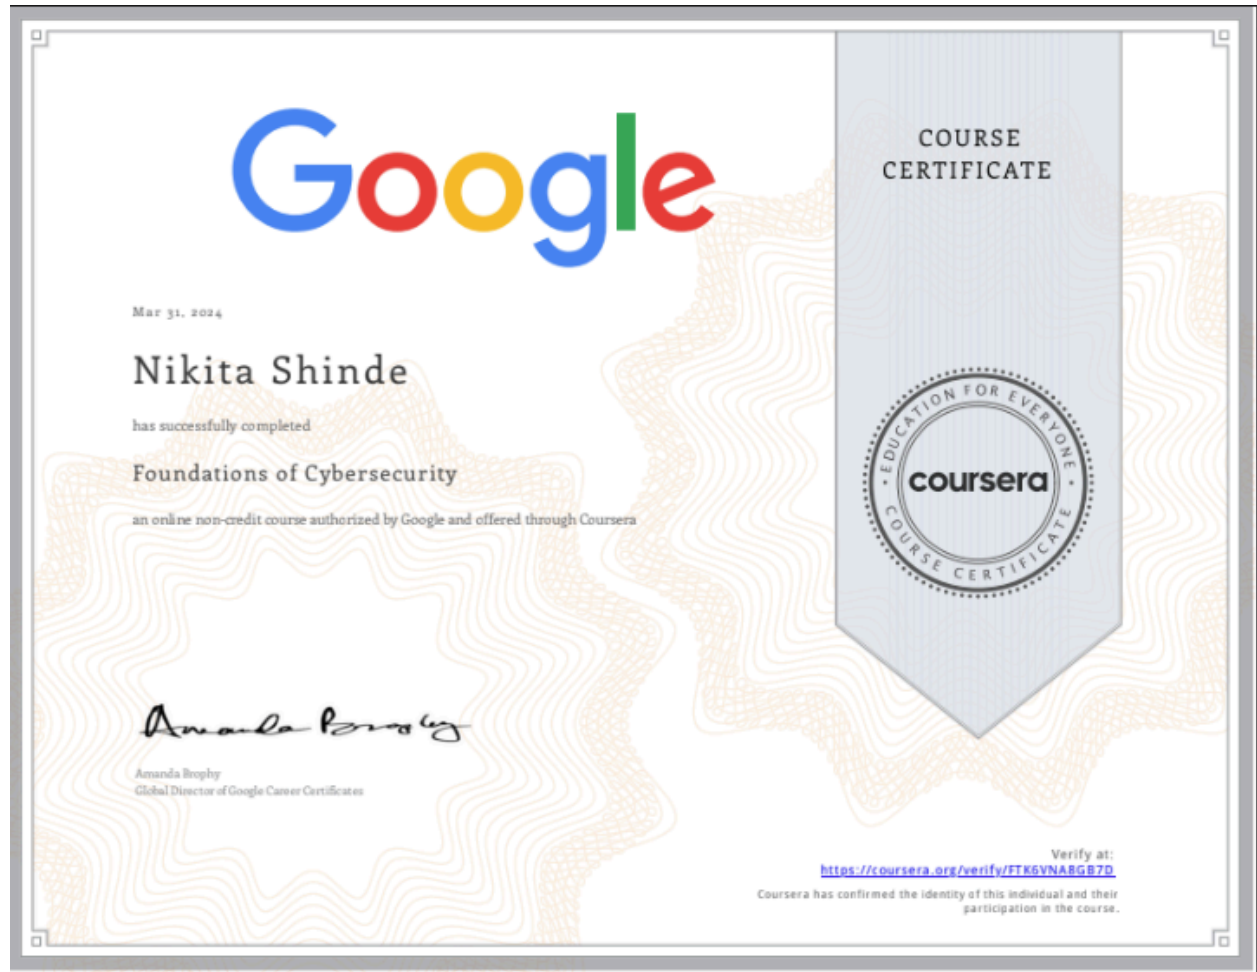 Google
COURSE
CERTIFICATE
Mar 31, 2024
Nikita Shinde
has successfully completed
Foundations of Cybersecurity
an online non-credit course authorized by Google and offered through Coursera
EDUCATION FOR EVERYONE
coursera
COURSE CERTIFICATE
Amanda Brophy
Amanda Brophy
Global Director of Google Career Certificates
Verify at:
https://coursera.org/verify/FTK6VNA8GB7D
Coursera has confirmed the identity of this individual and their
participation in the course.